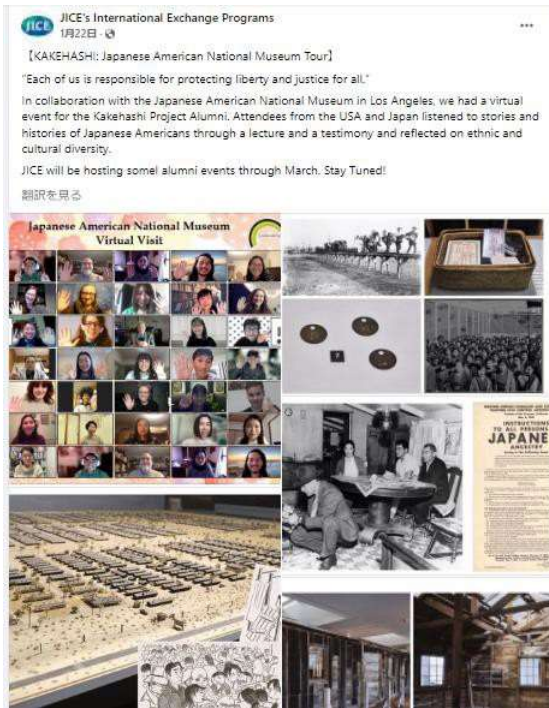 JICE
JICE's International Exchange Programs
1月22日
【KAKEHASHI: Japanese American National Museum Tour】
"Each of us is responsible for protecting liberty and justice for all."
In collaboration with the Japanese American National Museum in Los Angeles, we had a virtual
event for the Kakehashi Project Alumni. Attendees from the USA and Japan listened to stories and
histories of Japanese Americans through a lecture and a testimony and reflected on ethnic and
cultural diversity.
JICE will be hosting somel alumni events through March. Stay Tuned!
翻訳を見る
Japanese American National Museum
Virtual Visit
INSTRUCTIONS
TO ALL PERSONS
JAPANE
ANCESTRY